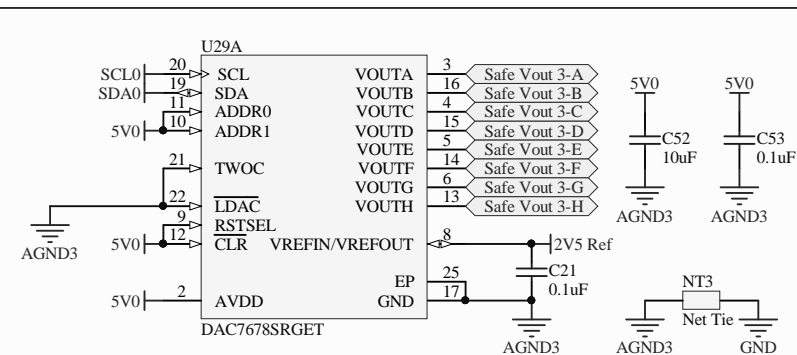 U29A
SCL0 20 SCL VOUTA 3 Safe Vout 3-A
SDA0 19 SDA VOUTB 16 Safe Vout 3-B
11 ADDR0 VOUTC 4 Safe Vout 3-C
5V0 10 ADDR1 VOUTD 15 Safe Vout 3-D
VOUTE 5 Safe Vout 3-E
21 TWOC VOUTF 14 Safe Vout 3-F
VOUTG 6 Safe Vout 3-G
22 LDAC VOUTH 13 Safe Vout 3-H
9 RSTSEL
5V0 12 CLR VREFIN/VREFOUT 8 2V5 Ref
AGND3
C21
0.1uF
EP 25
5V0 2 AVDD GND 17
DAC7678SRGET
AGND3
5V0
C52
10uF
AGND3
5V0
C53
0.1uF
AGND3
NT3
Net Tie
AGND3 GND